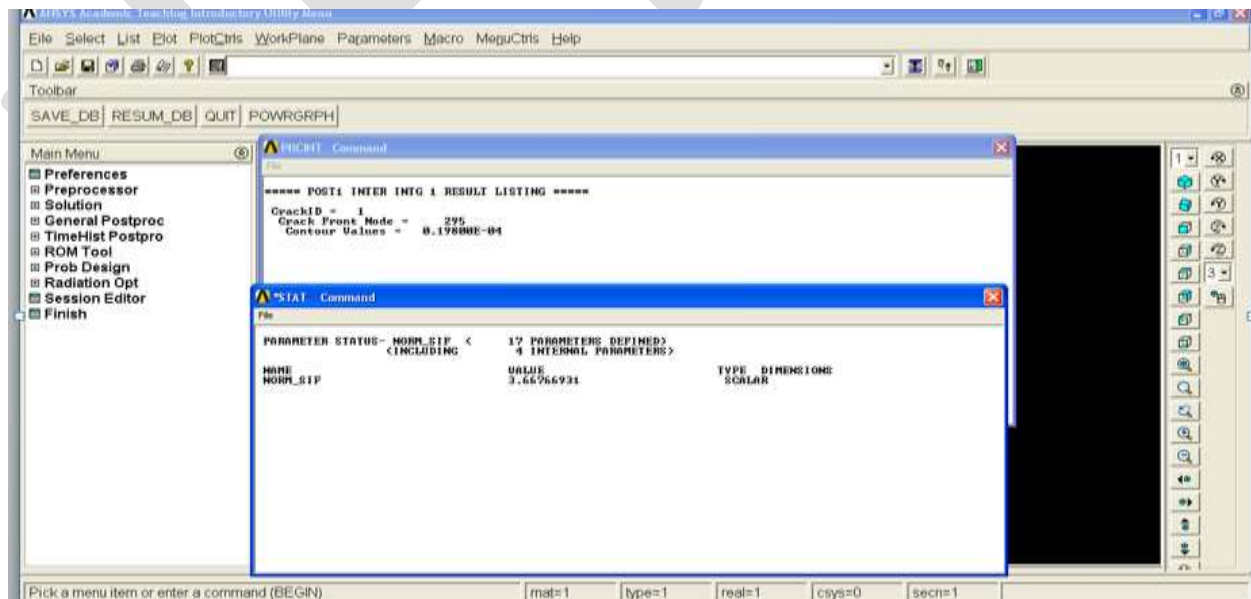 ANSYS Academic Teaching Introductory Utility Menu
File Select List Plot PlotCtrls WorkPlane Parameters Macro MenuCtrls Help
Toolbar
SAVE_DB RESUM_DB QUIT POWRGRPH
Main Menu
Preferences
Preprocessor
Solution
General Postproc
TimeHist Postpro
ROM Tool
Prob Design
Radiation Opt
Session Editor
Finish
PRCINT Command
File
===== POST1 INTER INTG 1 RESULT LISTING =====
CrackID = 1
Crack Front Node = 295
Contour Values = 0.19800E-04
*STAT Command
File
PARAMETER STATUS- NORM_SIF ( 17 PARAMETERS DEFINED)
(INCLUDING 4 INTERNAL PARAMETERS)
NAME VALUE TYPE DIMENSIONS
NORM_SIF 3.66766931 SCALAR
1
3
Pick a menu item or enter a command (BEGIN) mat=1 type=1 real=1 csys=0 secn=1